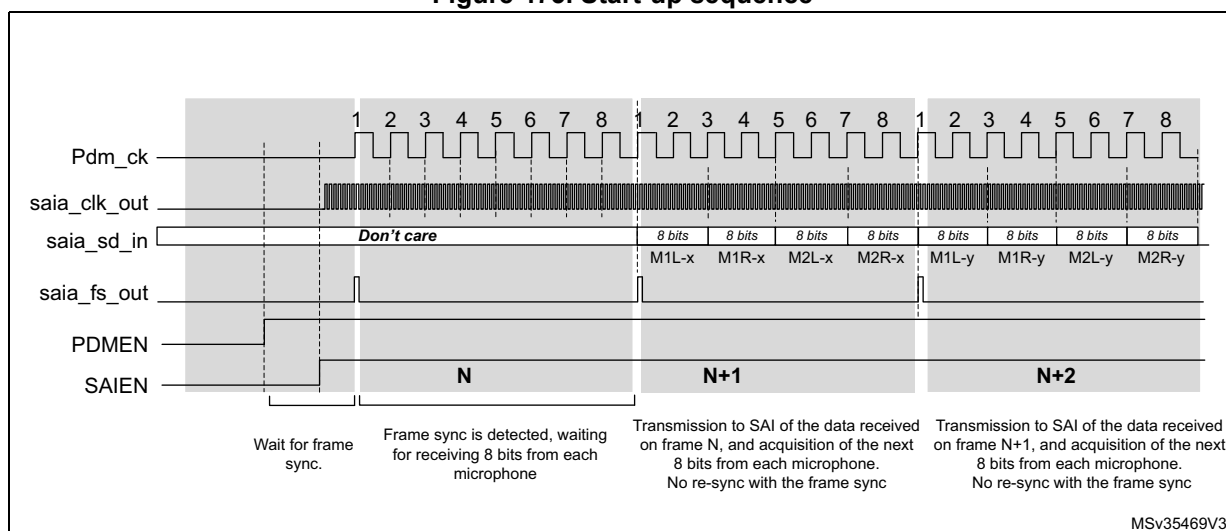 1 2 3 4 5 6 7 8 1 2 3 4 5 6 7 8 1 2 3 4 5 6 7 8
Pdm_ck
saia_clk_out
saia_sd_in Don't care 8 bits 8 bits 8 bits 8 bits 8 bits 8 bits 8 bits 8 bits
M1L-x M1R-x M2L-x M2R-x M1L-y M1R-y M2L-y M2R-y
saia_fs_out
PDMEN
SAIEN N N+1 N+2
Wait for frame
sync.
Frame sync is detected, waiting
for receiving 8 bits from each
microphone
Transmission to SAI of the data received
on frame N, and acquisition of the next
8 bits from each microphone.
No re-sync with the frame sync
Transmission to SAI of the data received
on frame N+1, and acquisition of the next
8 bits from each microphone.
No re-sync with the frame sync
MSv35469V3